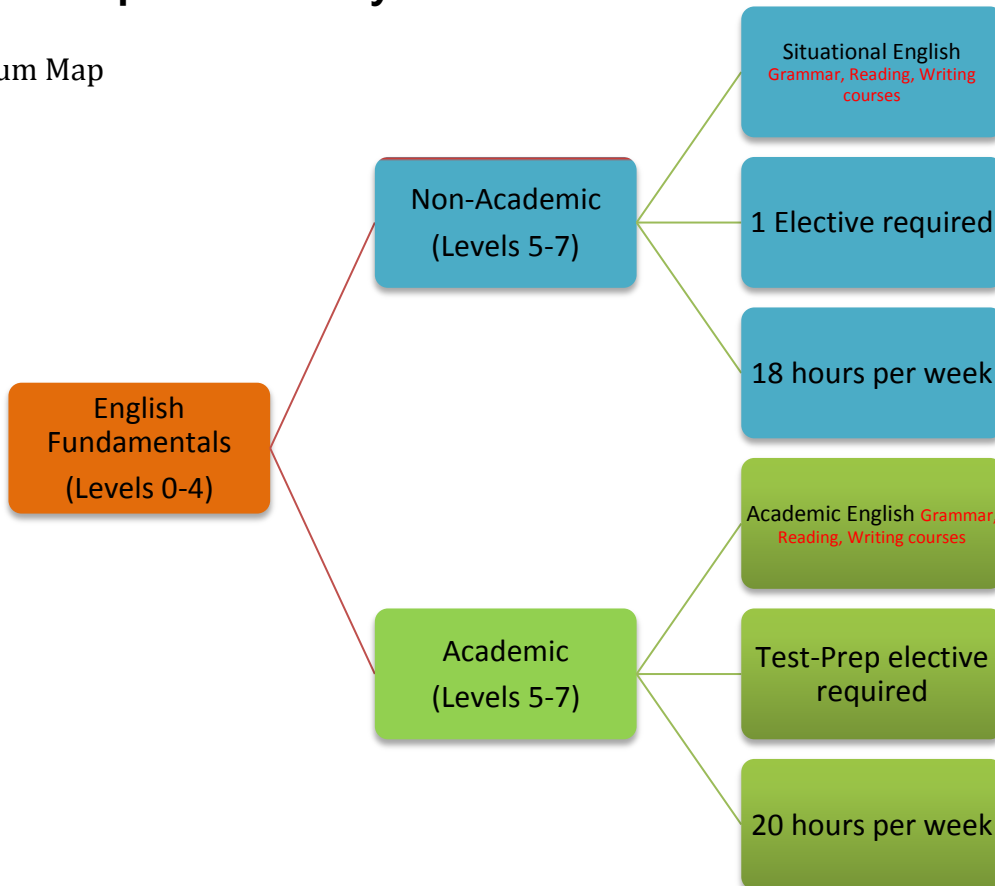 um Map
Situational English
Grammar, Reading, Writing
courses
Non-Academic
(Levels 5-7)
1 Elective required
18 hours per week
English
Fundamentals
(Levels 0-4)
Academic English Grammar,
Reading, Writing courses
Academic
(Levels 5-7)
Test-Prep elective
required
20 hours per week